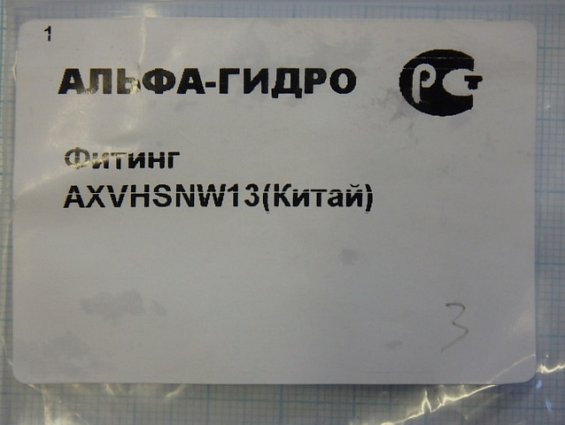 1
АЛЬФА-ГИДРО
РСТ
Фитинг
AXVHSNW13(Китай)
3